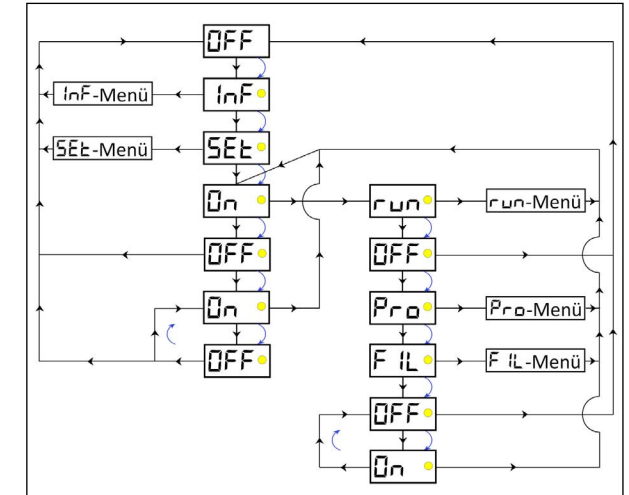 OFF
InF-Menü InF
SEt-Menü SEt
On run run-Menü
OFF OFF
On Pro Pro-Menü
OFF FIL FIL-Menü
OFF
On